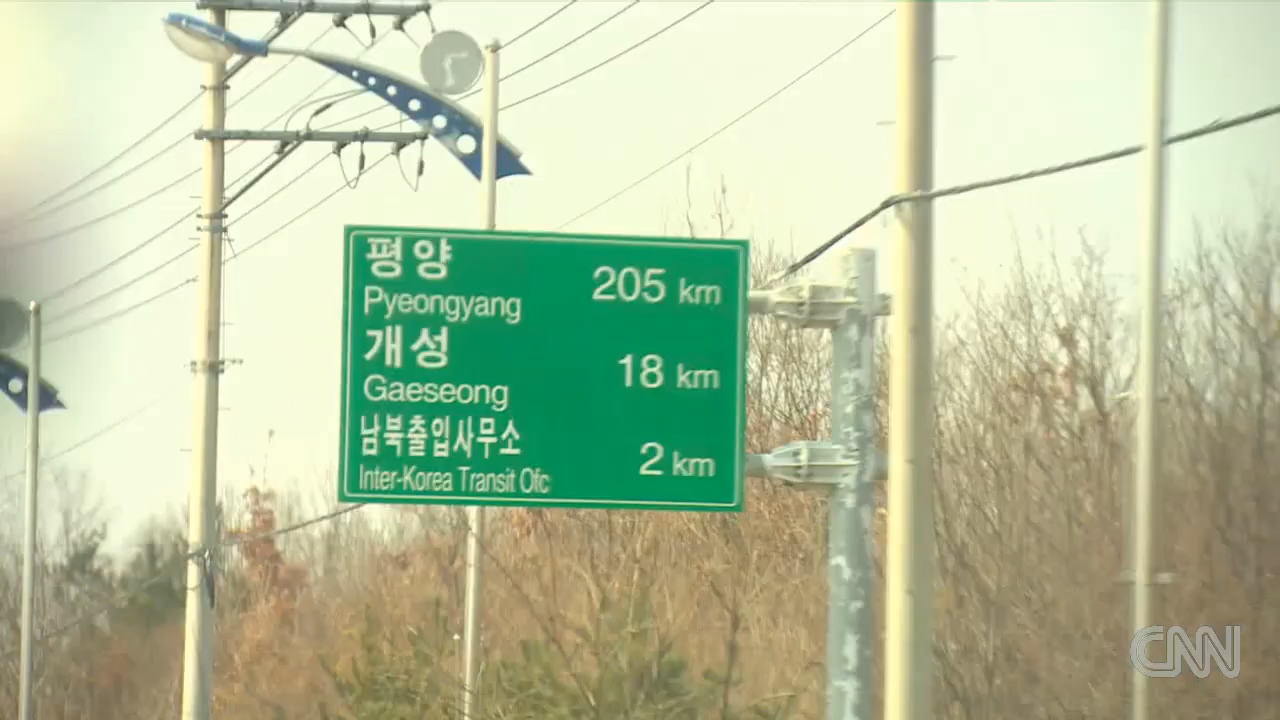 평양
Pyeongyang
205 km
개성
Gaeseong
18 km
남북출입사무소
Inter-Korea Transit Ofc
2 km
CNN